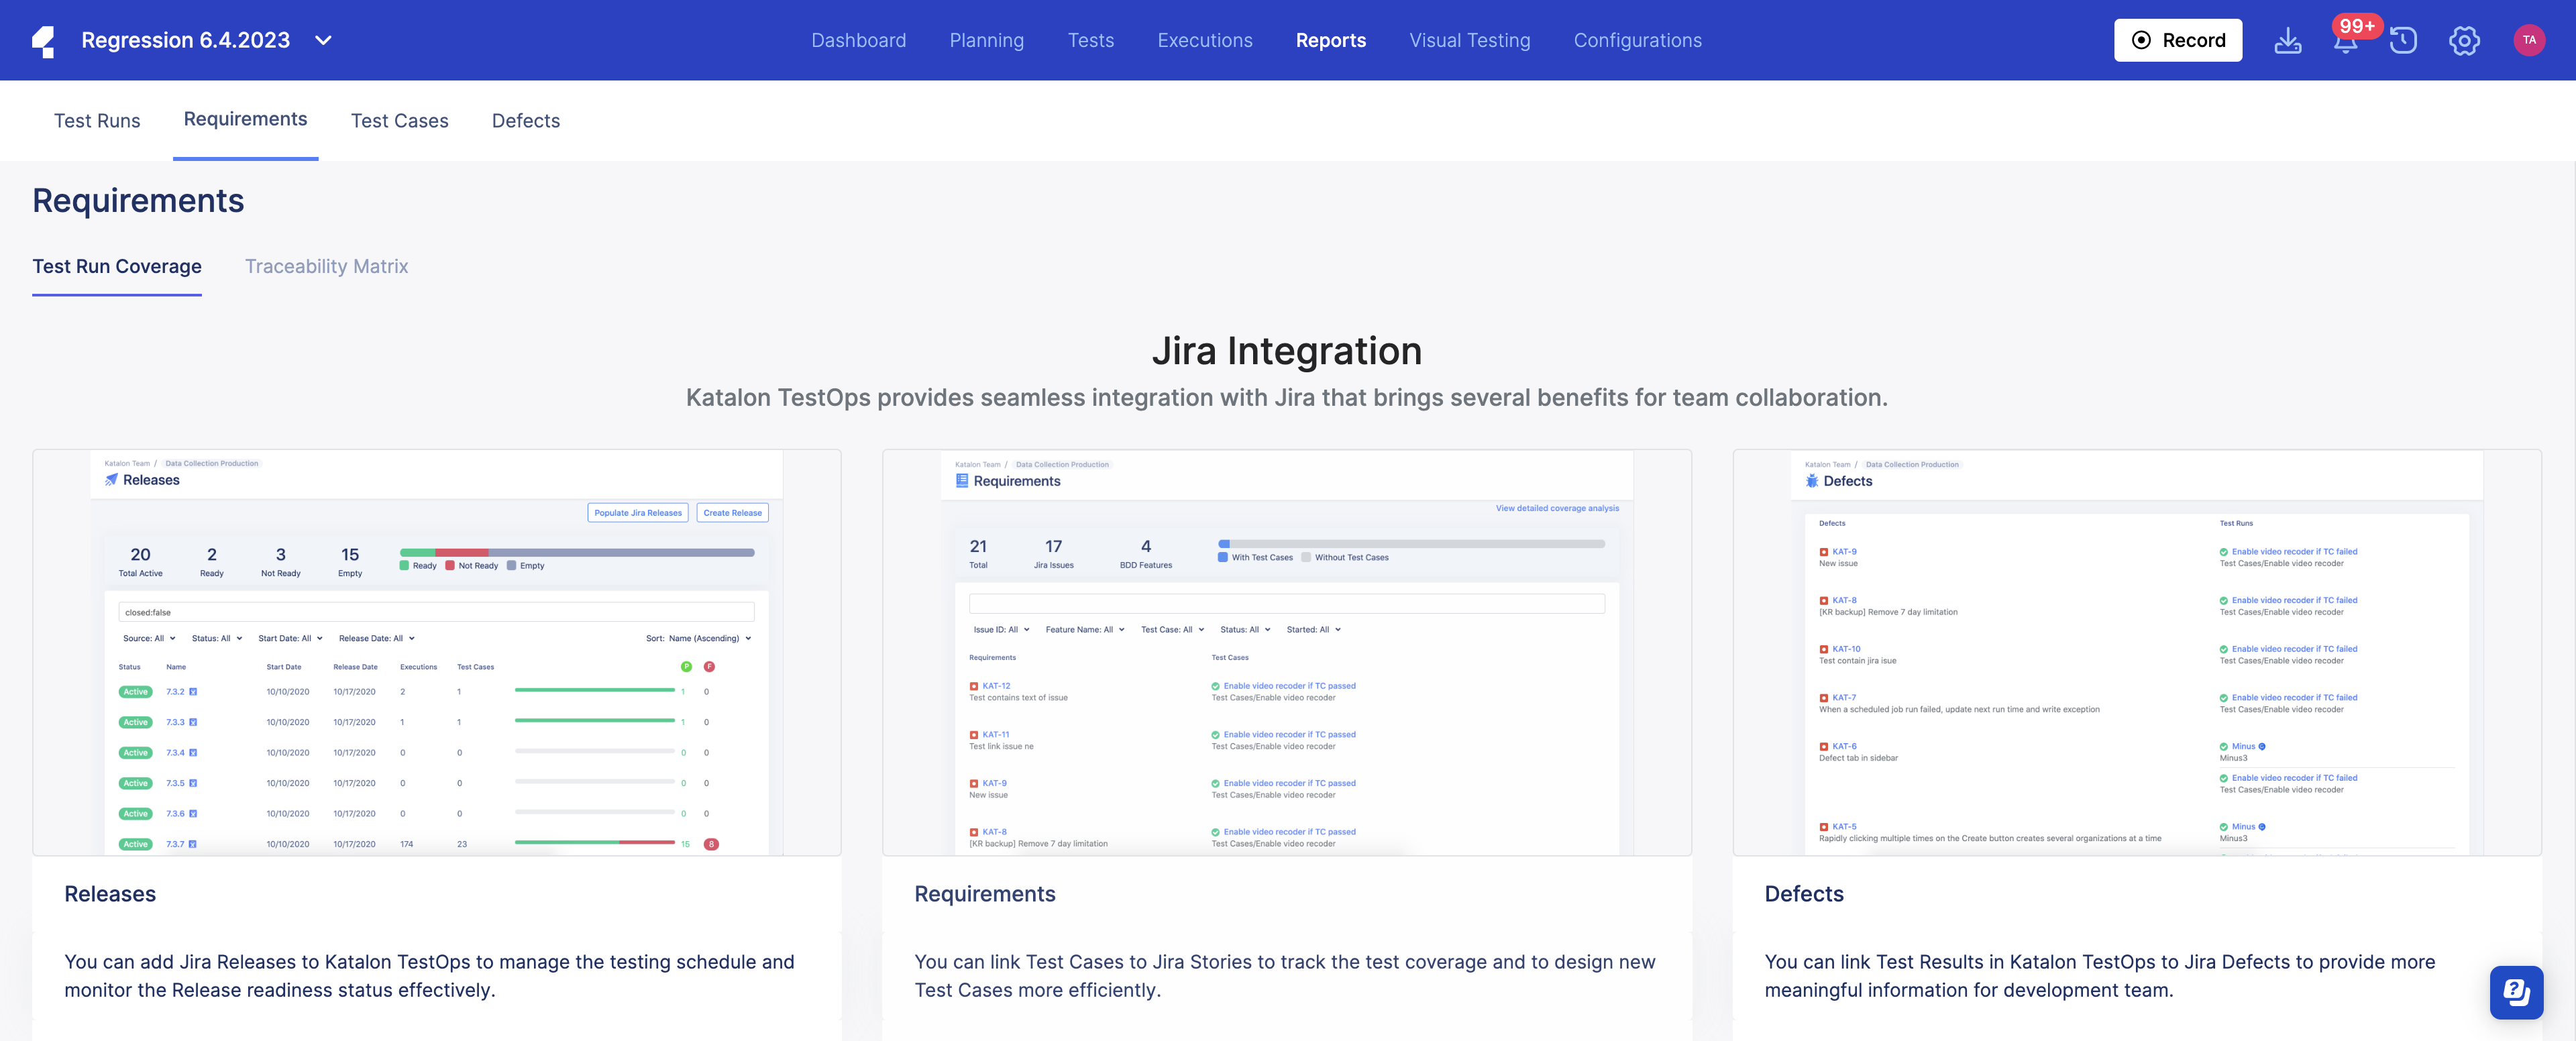 Regression 6.4.2023
Dashboard Planning Tests Executions Reports Visual Testing Configurations
Record
99+
TA
Test Runs Requirements Test Cases Defects
Requirements
Test Run Coverage Traceability Matrix
Jira Integration
Katalon TestOps provides seamless integration with Jira that brings several benefits for team collaboration.
Katalon Team / Data Collection Production
Releases
Populate Jira Releases Create Release
20 2 3 15
Total Active Ready Not Ready Empty
Ready Not Ready Empty
closed:false
Source: All Status: All Start Date: All Release Date: All Sort: Name (Ascending)
Status Name Start Date Release Date Executions Test Cases P F
Active 7.3.2 10/10/2020 10/17/2020 2 1 1 0
Active 7.3.3 10/10/2020 10/17/2020 1 1 1 0
Active 7.3.4 10/10/2020 10/17/2020 0 0 0 0
Active 7.3.5 10/10/2020 10/17/2020 0 0 0 0
Active 7.3.6 10/10/2020 10/17/2020 0 0 0 0
Active 7.3.7 10/10/2020 10/17/2020 174 23 15 8
Releases
You can add Jira Releases to Katalon TestOps to manage the testing schedule and
monitor the Release readiness status effectively.
Katalon Team / Data Collection Production
Requirements
View detailed coverage analysis
21 17 4
Total Jira Issues BDD Features
With Test Cases Without Test Cases
Issue ID: All Feature Name: All Test Case: All Status: All Started: All
Requirements Test Cases
KAT-12 Enable video recoder if TC passed
Test contains text of issue Test Cases/Enable video recoder
KAT-11 Enable video recoder if TC passed
Test link issue ne Test Cases/Enable video recoder
KAT-9 Enable video recoder if TC passed
New issue Test Cases/Enable video recoder
KAT-8 Enable video recoder if TC passed
[KR backup] Remove 7 day limitation Test Cases/Enable video recoder
Requirements
You can link Test Cases to Jira Stories to track the test coverage and to design new
Test Cases more efficiently.
Katalon Team / Data Collection Production
Defects
Defects Test Runs
KAT-9 Enable video recoder if TC failed
New issue Test Cases/Enable video recoder
KAT-8 Enable video recoder if TC failed
[KR backup] Remove 7 day limitation Test Cases/Enable video recoder
KAT-10 Enable video recoder if TC failed
Test contain jira isue Test Cases/Enable video recoder
KAT-7 Enable video recoder if TC failed
When a scheduled job run failed, update next run time and write exception Test Cases/Enable video recoder
KAT-6 Minus
Defect tab in sidebar Minus3
Enable video recoder if TC failed
Test Cases/Enable video recoder
KAT-5 Minus
Rapidly clicking multiple times on the Create button creates several organizations at a time Minus3
Defects
You can link Test Results in Katalon TestOps to Jira Defects to provide more
meaningful information for development team.